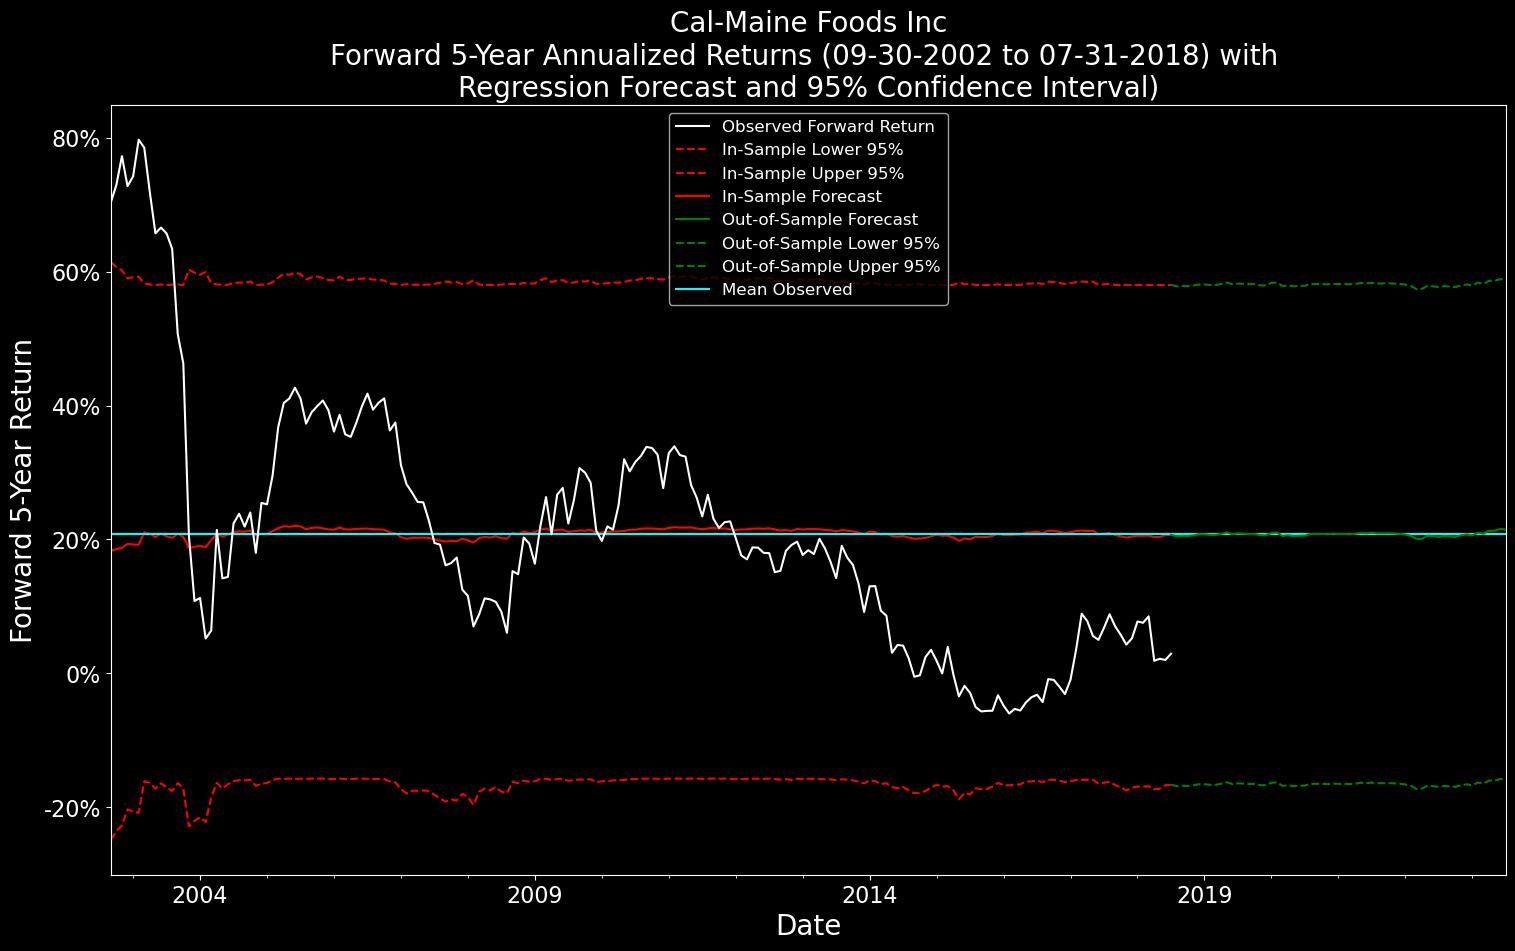 Cal-Maine Foods Inc
Forward 5-Year Annualized Returns (09-30-2002 to 07-31-2018) with
Regression Forecast and 95% Confidence Interval)
Observed Forward Return
In-Sample Lower 95%
In-Sample Upper 95%
In-Sample Forecast
Out-of-Sample Forecast
Out-of-Sample Lower 95%
Out-of-Sample Upper 95%
Mean Observed
Forward 5-Year Return
80%
60%
40%
20%
0%
-20%
2004 2009 2014 2019
Date